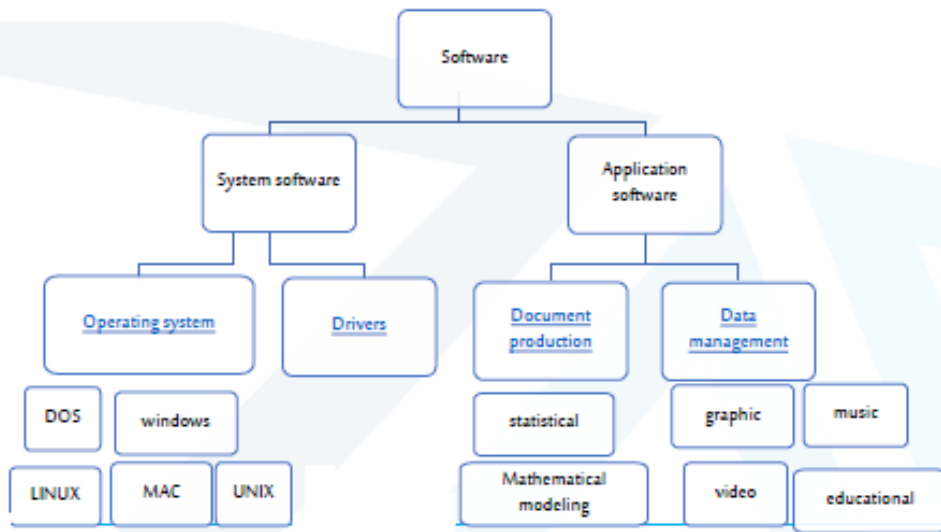 Software
System software
Application
software
Operating system
Drivers
Document
production
Data
management
DOS
windows
statistical
graphic
music
LINUX
MAC
UNIX
Mathematical
modeling
video
educational